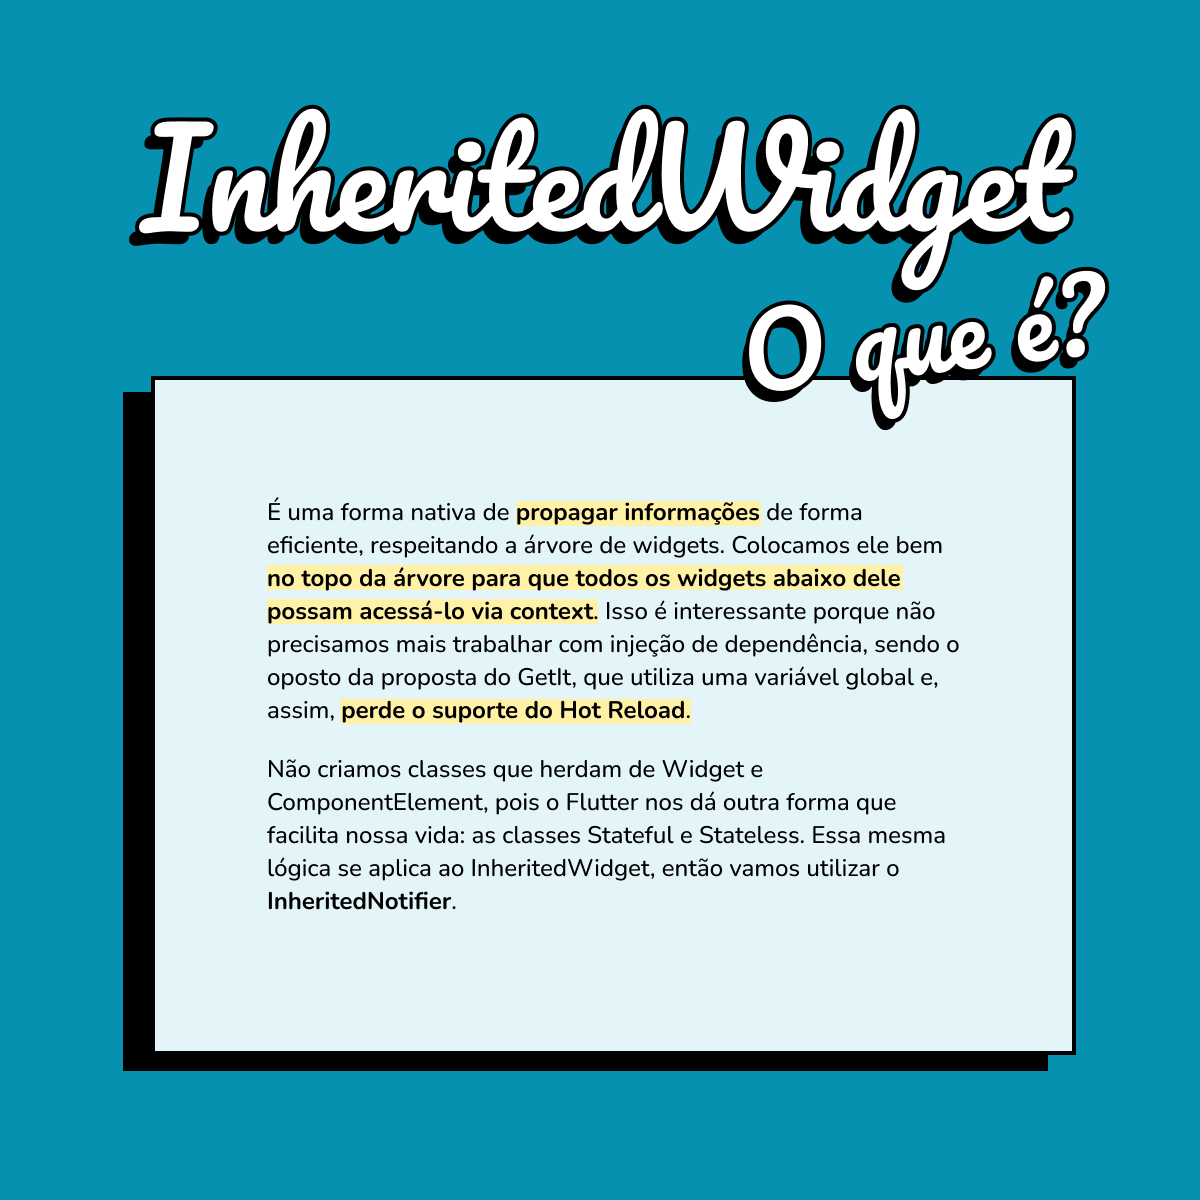 InheritedWidget
O que é?
É uma forma nativa de propagar informações de forma
eficiente, respeitando a árvore de widgets. Colocamos ele bem
no topo da árvore para que todos os widgets abaixo dele
possam acessá-lo via context. Isso é interessante porque não
precisamos mais trabalhar com injeção de dependência, sendo o
oposto da proposta do GetIt, que utiliza uma variável global e,
assim, perde o suporte do Hot Reload.
Não criamos classes que herdam de Widget e
ComponentElement, pois o Flutter nos dá outra forma que
facilita nossa vida: as classes Stateful e Stateless. Essa mesma
lógica se aplica ao InheritedWidget, então vamos utilizar o
InheritedNotifier.